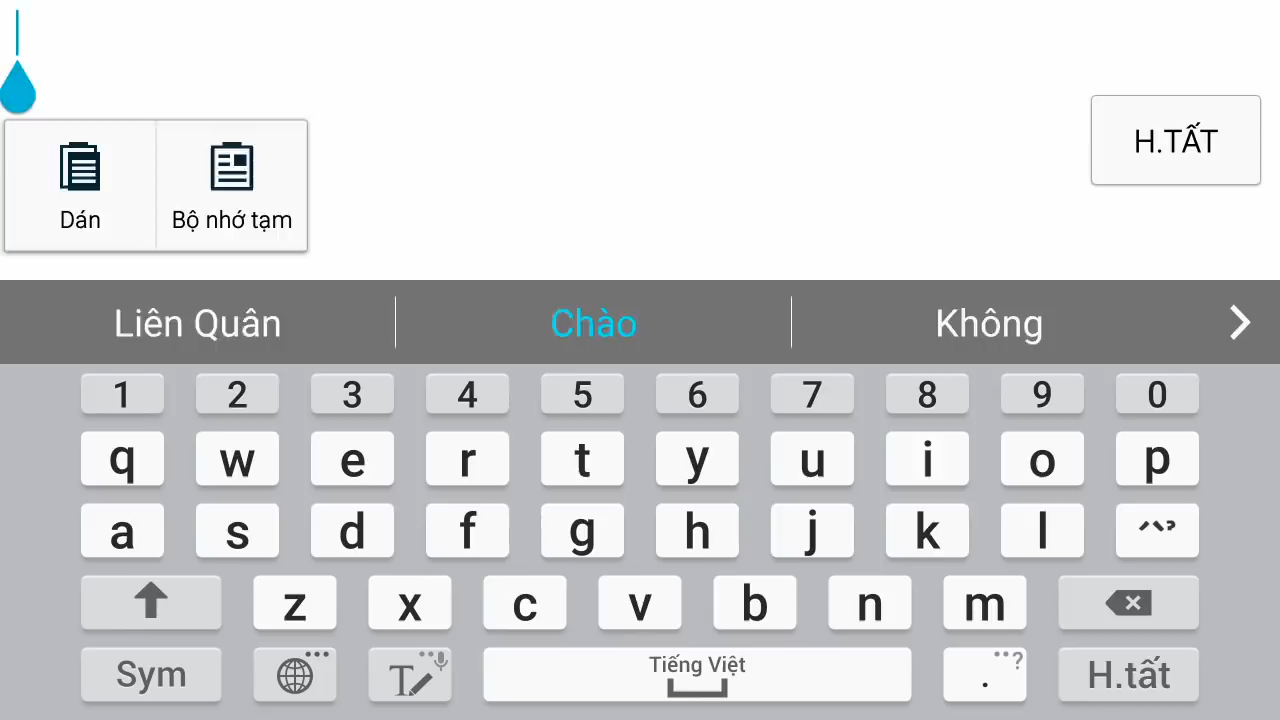 H.TẤT
Dán Bộ nhớ tạm
Liên Quân Chào Không
1 2 3 4 5 6 7 8 9 0
q w e r t y u i o p
a s d f g h j k l
z x c v b n m
Sym T Tiếng Việt . ? H.tất